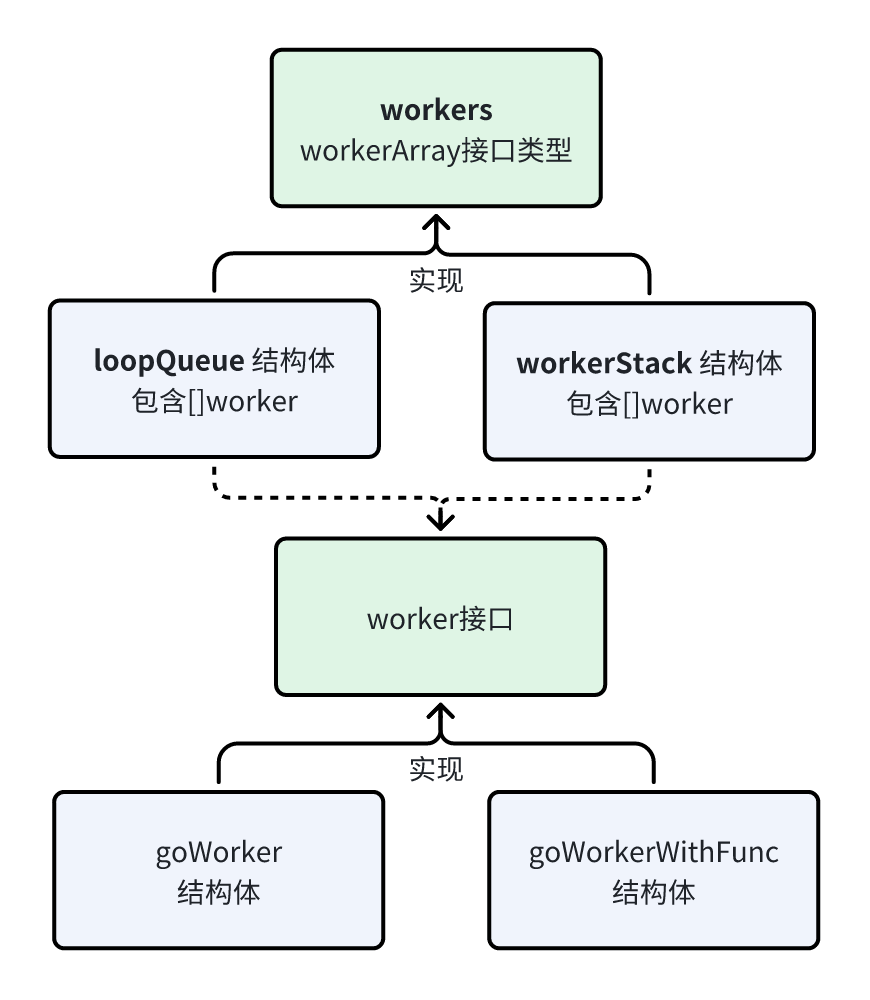 workers
workerArray接口类型
实现
loopQueue 结构体
包含[]worker
workerStack 结构体
包含[]worker
worker接口
实现
goWorker
结构体
goWorkerWithFunc
结构体